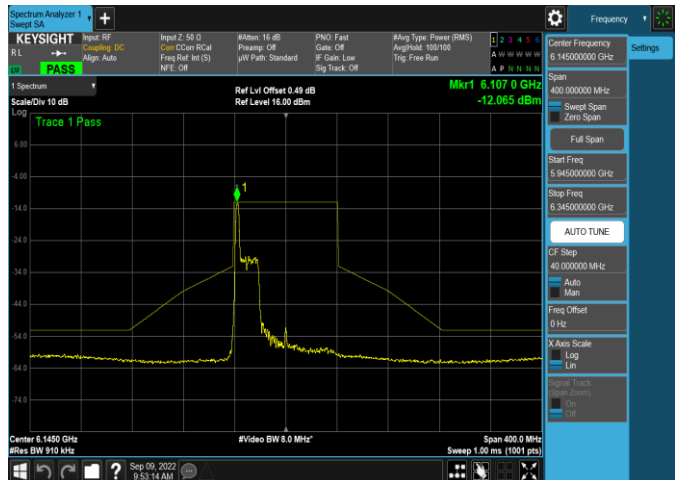 Spectrum Analyzer 1
Swept SA
+
Frequency
KEYSIGHT
RL
LW
PASS
Input: RF
Coupling: DC
Align: Auto
Input Z: 50 Ω
Corr CCorr RCal
Freq Ref: Int (S)
NFE: Off
#Atten: 16 dB
Preamp: Off
µW Path: Standard
PNO: Fast
Gate: Off
IF Gain: Low
Sig Track: Off
#Avg Type: Power (RMS)
Avg|Hold: 100/100
Trig: Free Run
1 2 3 4 5 6
A W W W W W
A P N N N N
1 Spectrum
Scale/Div 10 dB
Log
Ref Lvl Offset 0.49 dB
Ref Level 16.00 dBm
Mkr1 6.107 0 GHz
-12.065 dBm
Trace 1 Pass
1
6.00
-4.00
-14.0
-24.0
-34.0
-44.0
-54.0
-64.0
-74.0
Center 6.1450 GHz
#Res BW 910 kHz
#Video BW 8.0 MHz*
Span 400.0 MHz
Sweep 1.00 ms (1001 pts)
Sep 09, 2022
9:53:14 AM
?
Center Frequency
6.145000000 GHz
Settings
Span
400.000000 MHz
Swept Span
Zero Span
Full Span
Start Freq
5.945000000 GHz
Stop Freq
6.345000000 GHz
AUTO TUNE
CF Step
40.000000 MHz
Auto
Man
Freq Offset
0 Hz
X Axis Scale
Log
Lin
Signal Track
(Span Zoom)
On
Off